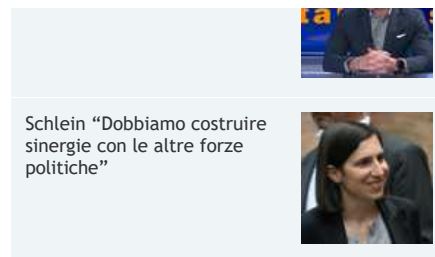 Schlein “Dobbiamo costruire
sinergie con le altre forze
politiche”